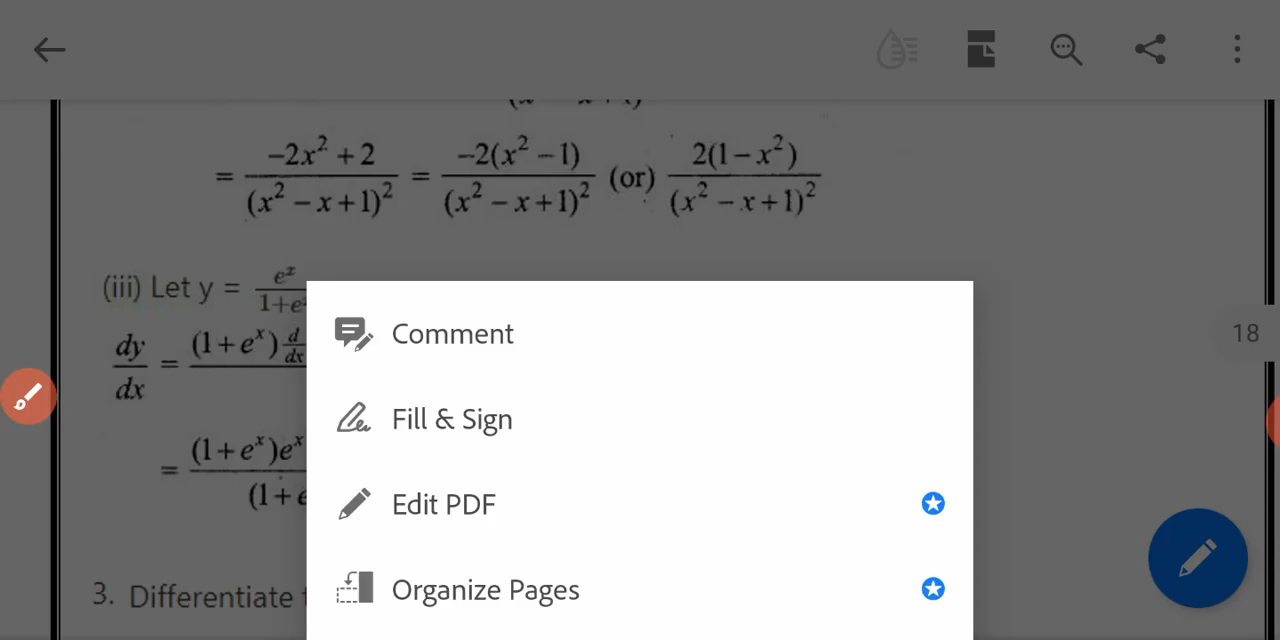 = −2x² + 2 / (x² − x + 1)² = −2(x² − 1) / (x² − x + 1)² (or) 2(1 − x²) / (x² − x + 1)²
(iii) Let y = eˣ / 1+e
dy/dx = (1 + eˣ) d/dx
18
= (1 + eˣ)eˣ / (1 + e
3. Differentiate
Comment
Fill & Sign
Edit PDF
Organize Pages